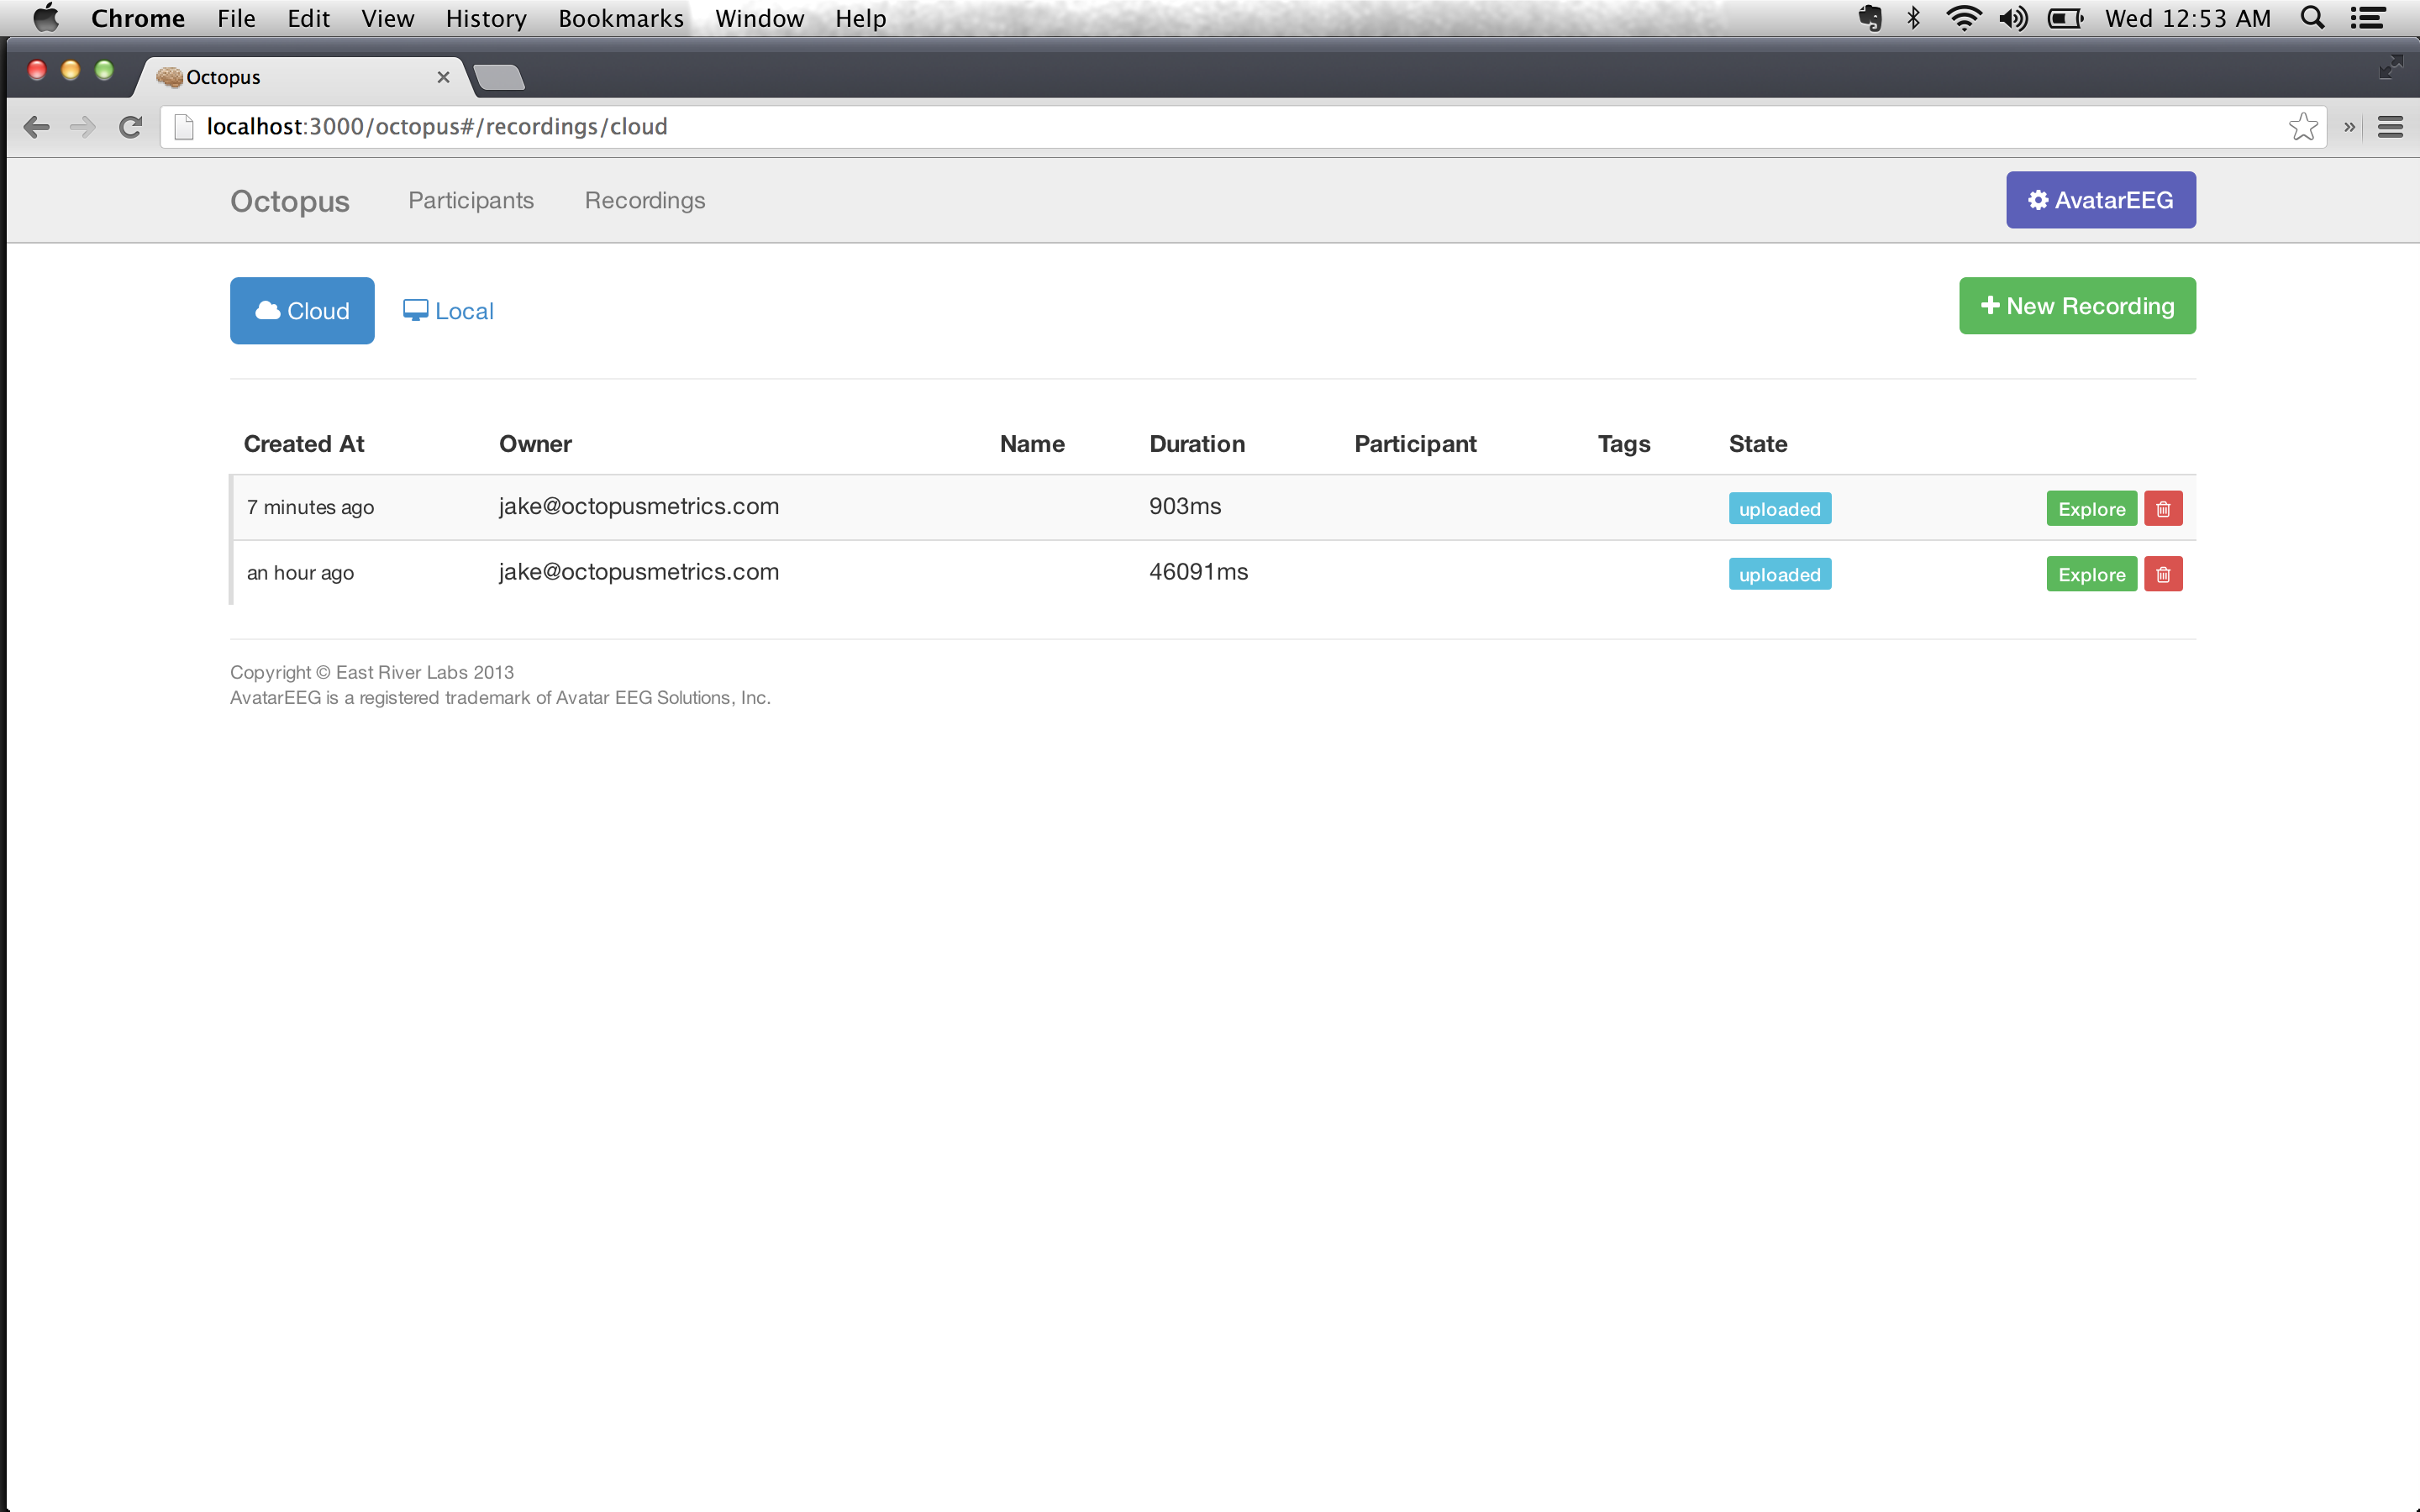 Chrome File Edit View History Bookmarks Window Help Wed 12:53 AM
Octopus
localhost:3000/octopus#/recordings/cloud
Octopus Participants Recordings AvatarEEG
Cloud Local New Recording
Created At Owner Name Duration Participant Tags State
7 minutes ago jake@octopusmetrics.com 903ms uploaded Explore
an hour ago jake@octopusmetrics.com 46091ms uploaded Explore
Copyright © East River Labs 2013
AvatarEEG is a registered trademark of Avatar EEG Solutions, Inc.